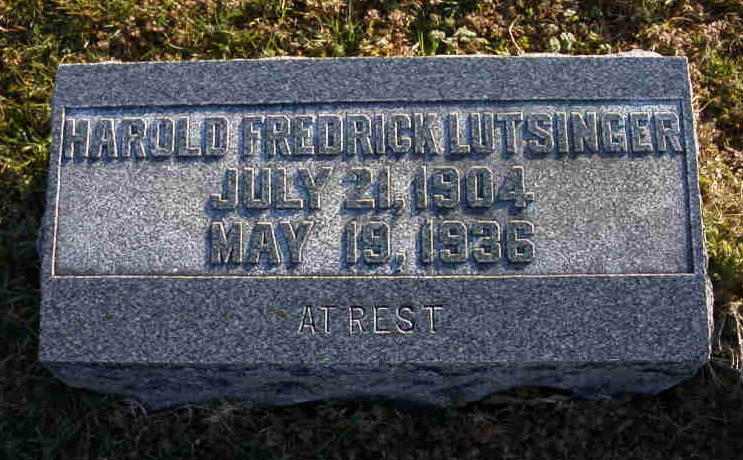 HAROLD FREDRICK LUTSINGER
JULY 21, 1904
MAY 19, 1936
AT REST